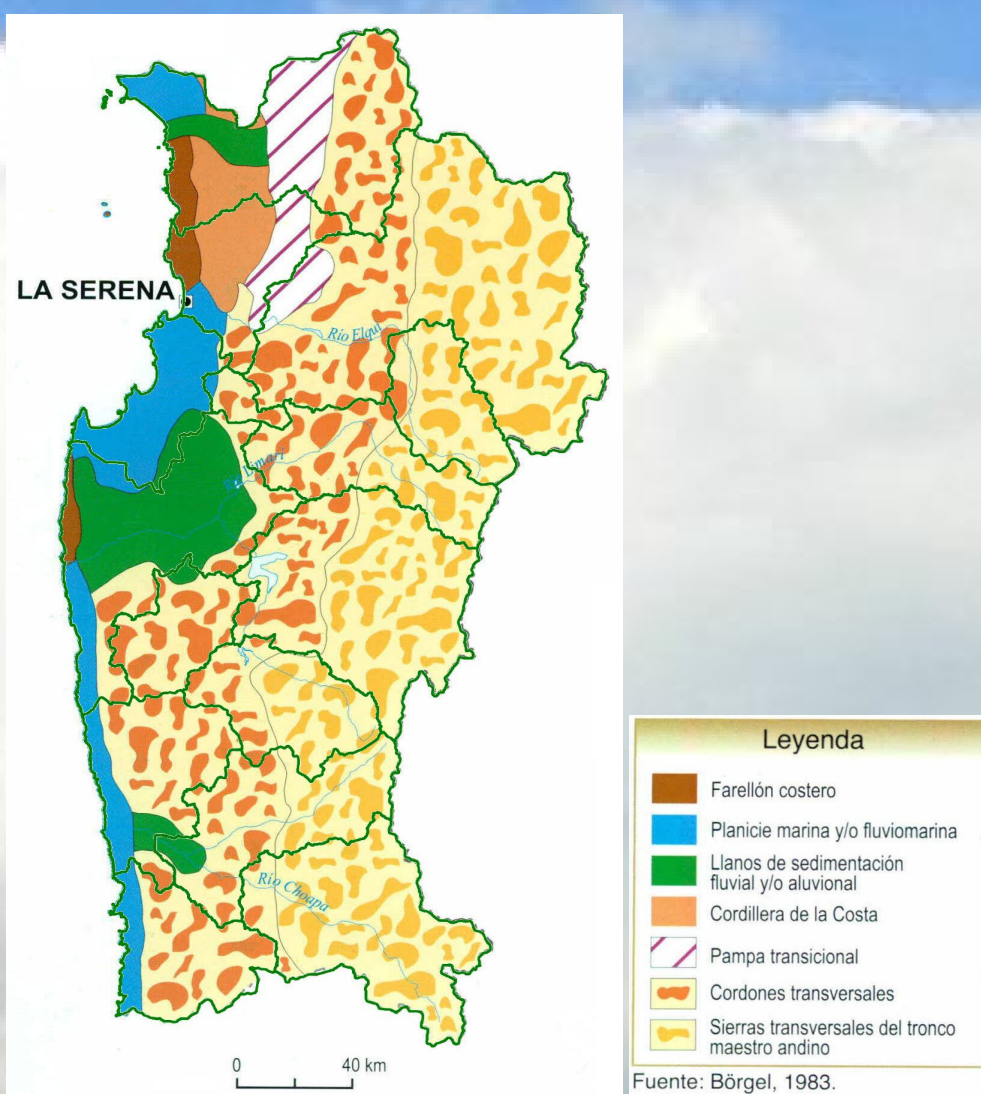 LA SERENA
Río Elqui
Río Limarí
Río Choapa
0 40 km
Leyenda
Farellón costero
Planicie marina y/o fluviomarina
Llanos de sedimentación
fluvial y/o aluvional
Cordillera de la Costa
Pampa transicional
Cordones transversales
Sierras transversales del tronco
maestro andino
Fuente: Börgel, 1983.